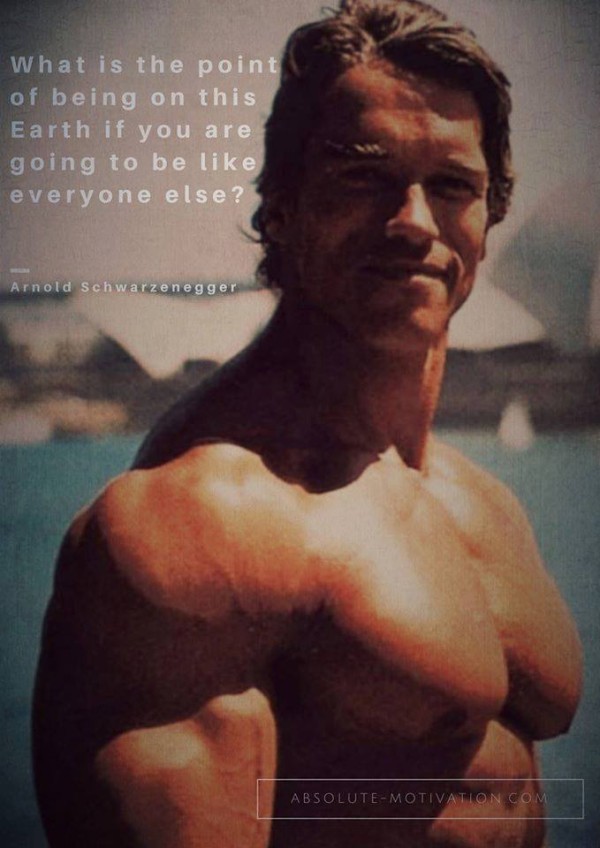 What is the point
of being on this
Earth if you are
going to be like
everyone else?
Arnold Schwarzenegger
ABSOLUTE-MOTIVATION.COM